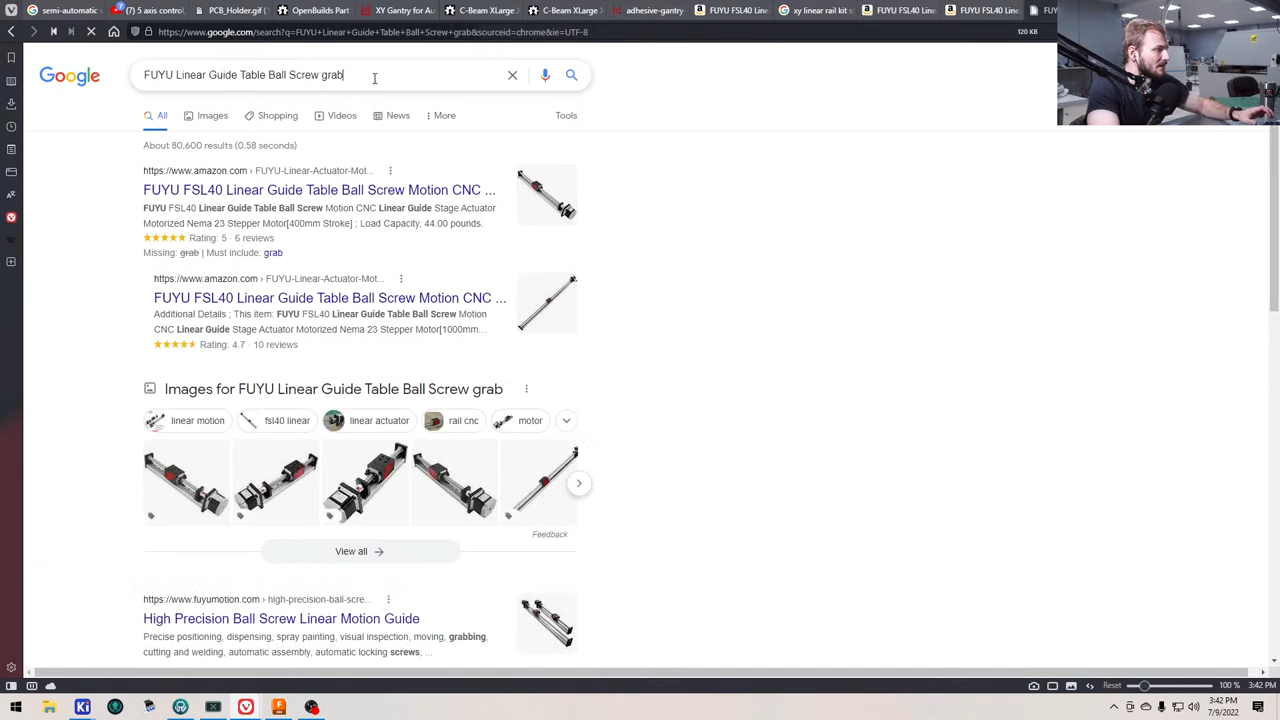 semi-automatic s
7
(7) 5 axis control
xy gantry - Go
XYGantry for Au
C-Beam XLarge
C-Beam XLarge
adhesive-gantry
FUYU FSL40 Line
xy linear rail kit s
FUYU FSL40 Line
FUYU FSL40 Line
FU
https://www.google.com/search?q=FUYU+Linear+Guide+Table+Ball+Screw+grab&sourceid=chrome&ie=UTF-8
120 KB
Google
FUYU Linear Guide Table Ball Screw grab
All
Images
Shopping
Videos
News
More
Tools
About 80,600 results (0.58 seconds)
https://www.amazon.com › FUYU-Linear-Actuator-Mot...
FUYU FSL40 Linear Guide Table Ball Screw Motion CNC ...
FUYU FSL40 Linear Guide Table Ball Screw Motion CNC Linear Guide Stage Actuator
Motorized Nema 23 Stepper Motor[400mm Stroke] ; Load Capacity, 44.00 pounds.
Rating: 5 · 6 reviews
Missing: grab | Must include: grab
https://www.amazon.com › FUYU-Linear-Actuator-Mot...
FUYU FSL40 Linear Guide Table Ball Screw Motion CNC ...
Additional Details ; This item: FUYU FSL40 Linear Guide Table Ball Screw Motion
CNC Linear Guide Stage Actuator Motorized Nema 23 Stepper Motor[1000mm...
Rating: 4.7 · 10 reviews
Images for FUYU Linear Guide Table Ball Screw grab
linear motion
fsl40 linear
linear actuator
rail cnc
motor
Feedback
View all
https://www.fuyumotion.com › high-precision-ball-scre...
High Precision Ball Screw Linear Motion Guide
Precise positioning, dispensing, spray painting, visual inspection, moving, grabbing,
cutting and welding, automatic assembly, automatic locking screws, ...
Reset
100 %
3:42 PM
3:42 PM
7/9/2022